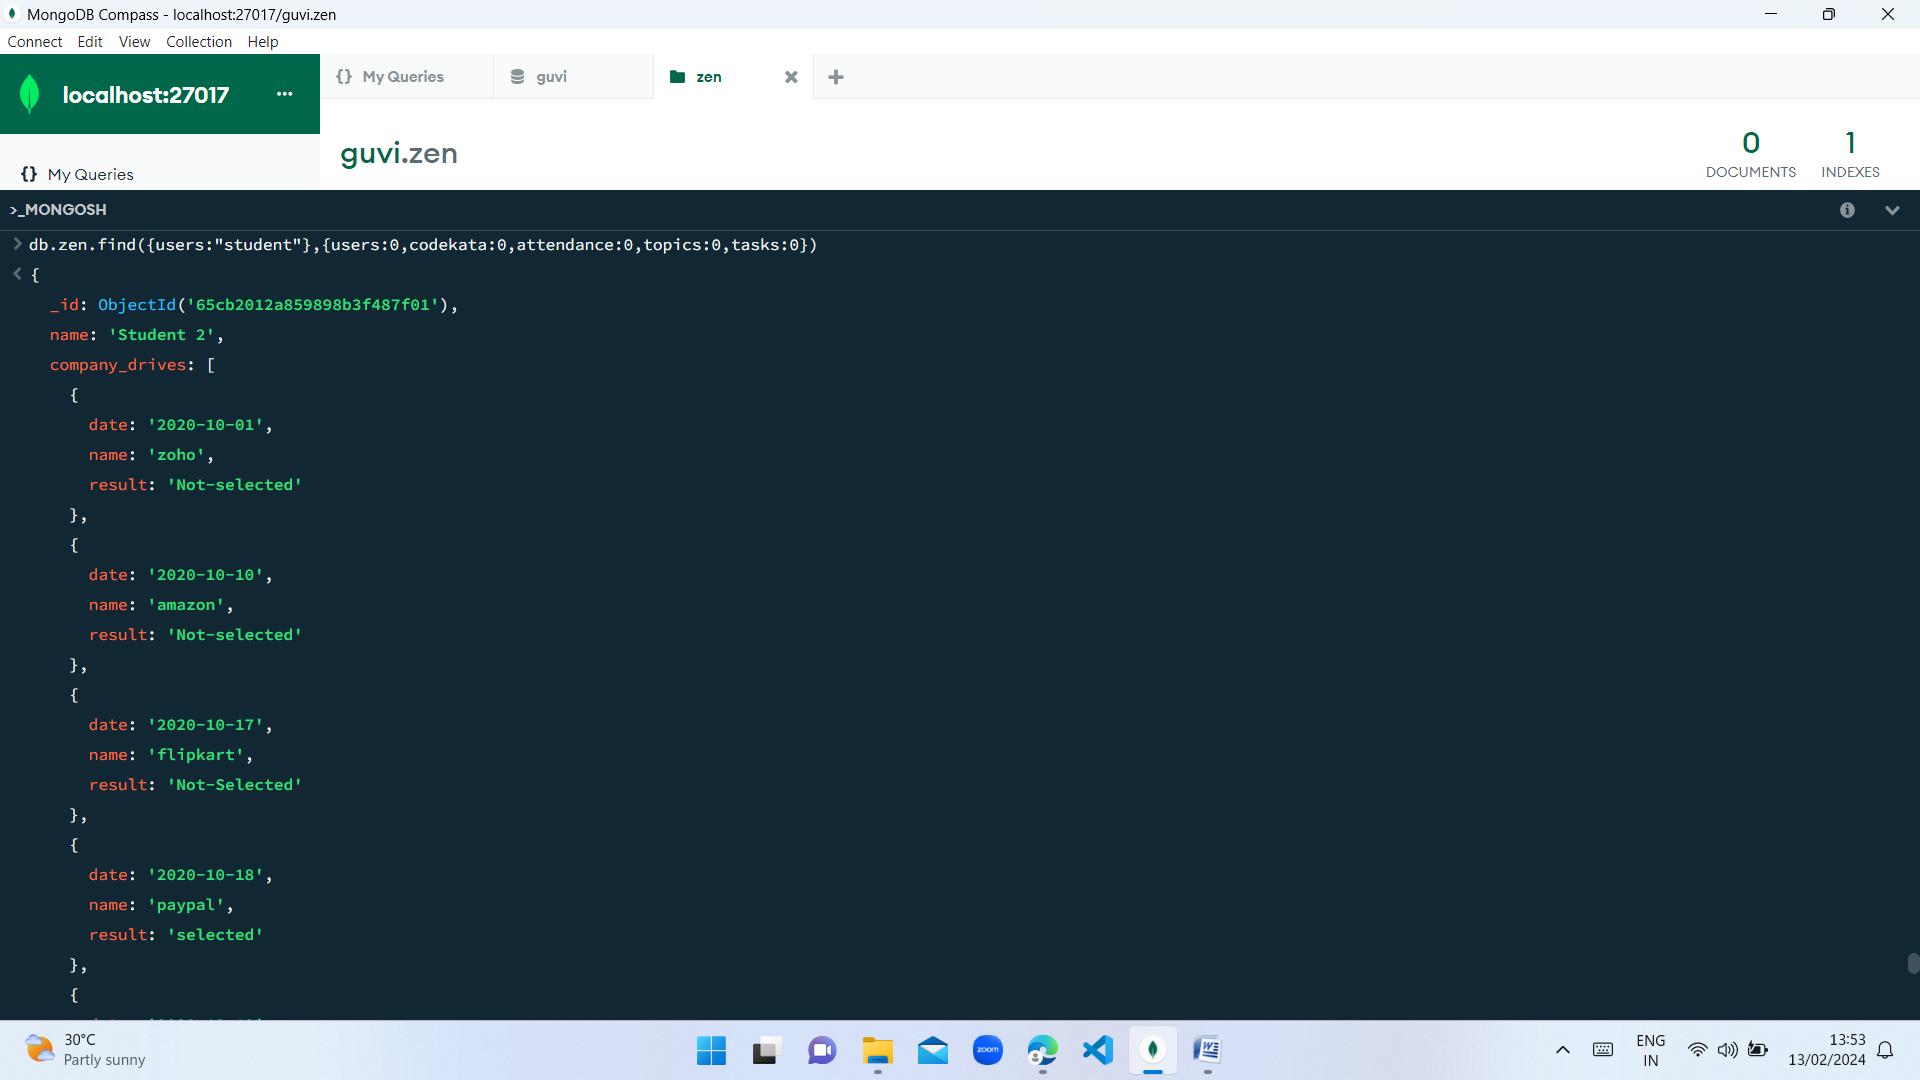 MongoDB Compass - localhost:27017/guvi.zen
Connect Edit View Collection Help
localhost:27017 ...
{} My Queries
guvi
zen
guvi.zen
0 1
DOCUMENTS INDEXES
{} My Queries
>_MONGOSH
db.zen.find({users:"student"},{users:0,codekata:0,attendance:0,topics:0,tasks:0})
{
_id: ObjectId('65cb2012a859898b3f487f01'),
name: 'Student 2',
company_drives: [
{
date: '2020-10-01',
name: 'zoho',
result: 'Not-selected'
},
{
date: '2020-10-10',
name: 'amazon',
result: 'Not-selected'
},
{
date: '2020-10-17',
name: 'flipkart',
result: 'Not-Selected'
},
{
date: '2020-10-18',
name: 'paypal',
result: 'selected'
},
{
30°C
Partly sunny
zoom
ENG
IN
13:53
13/02/2024